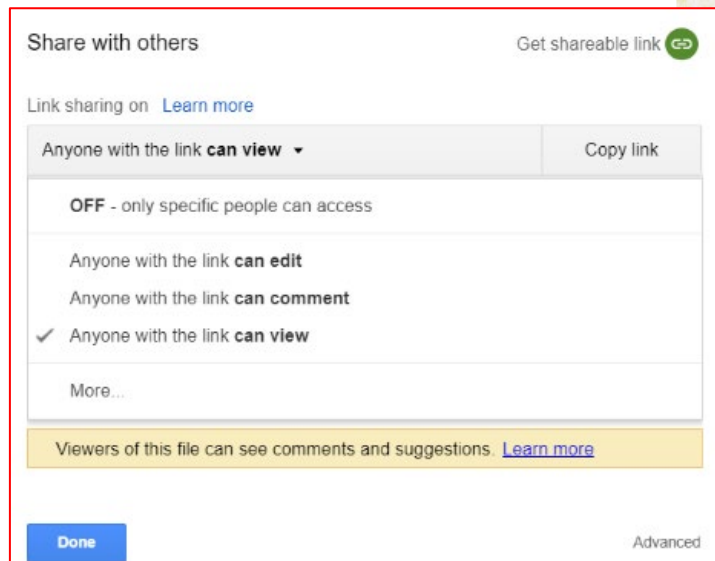 Share with others
Get shareable link
Link sharing on Learn more
Anyone with the link can view
Copy link
OFF - only specific people can access
Anyone with the link can edit
Anyone with the link can comment
Anyone with the link can view
More...
Viewers of this file can see comments and suggestions. Learn more
Done
Advanced